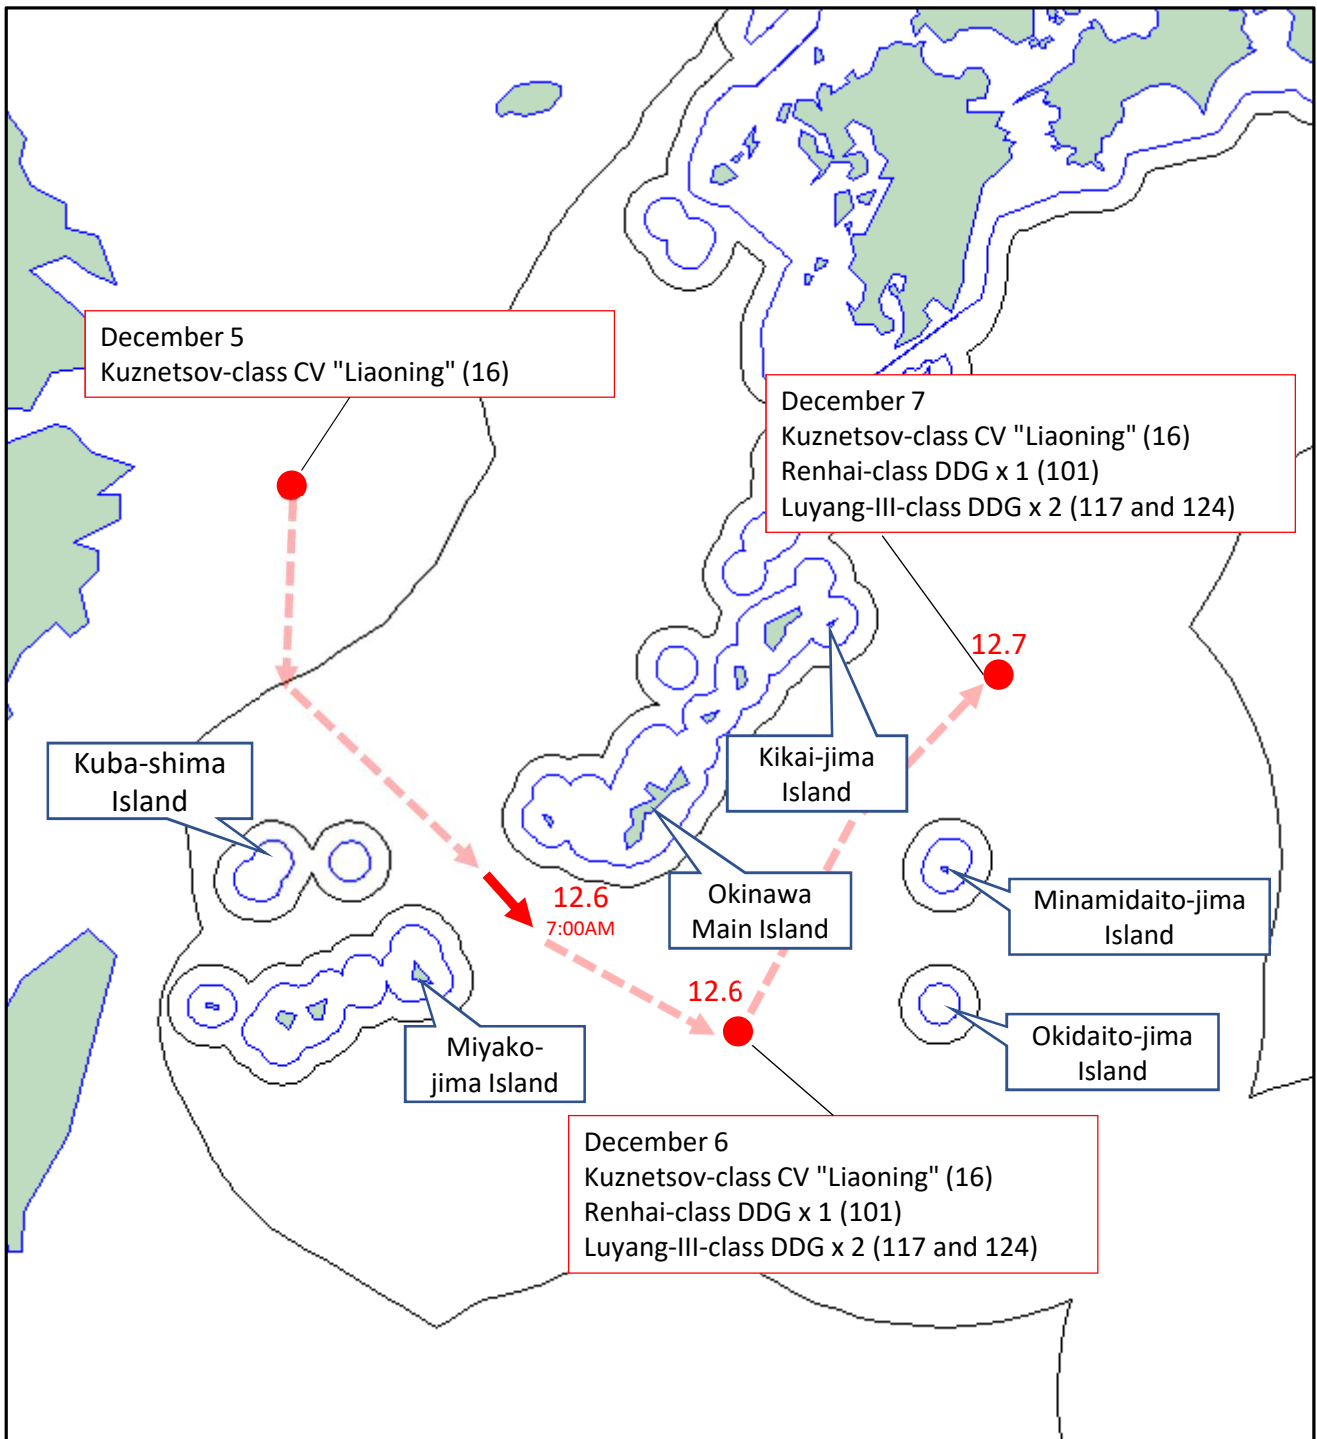 December 5
Kuznetsov-class CV "Liaoning" (16)
December 7
Kuznetsov-class CV "Liaoning" (16)
Renhai-class DDG x 1 (101)
Luyang-III-class DDG x 2 (117 and 124)
12.7
Kuba-shima
Island
Kikai-jima
Island
12.6
7:00AM
Okinawa
Main Island
Minamidaito-jima
Island
12.6
Miyako-
jima Island
Okidaito-jima
Island
December 6
Kuznetsov-class CV "Liaoning" (16)
Renhai-class DDG x 1 (101)
Luyang-III-class DDG x 2 (117 and 124)